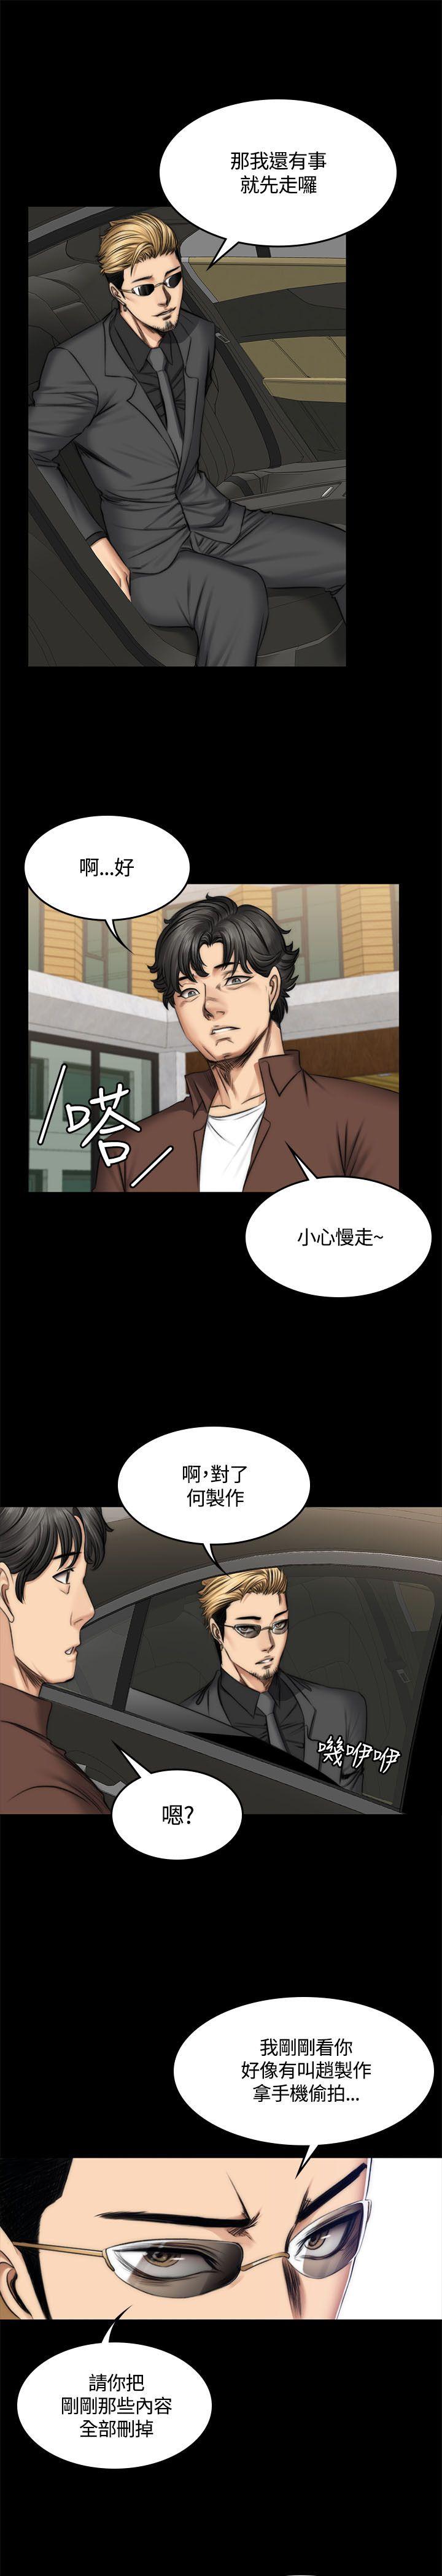 那我還有事
就先走囉
啊...好
嗒
小心慢走~
啊，對了
何製作
嘰咿咿
嗯?
我剛剛看你
好像有叫趙製作
拿手機偷拍...
請你把
剛剛那些內容
全部刪掉